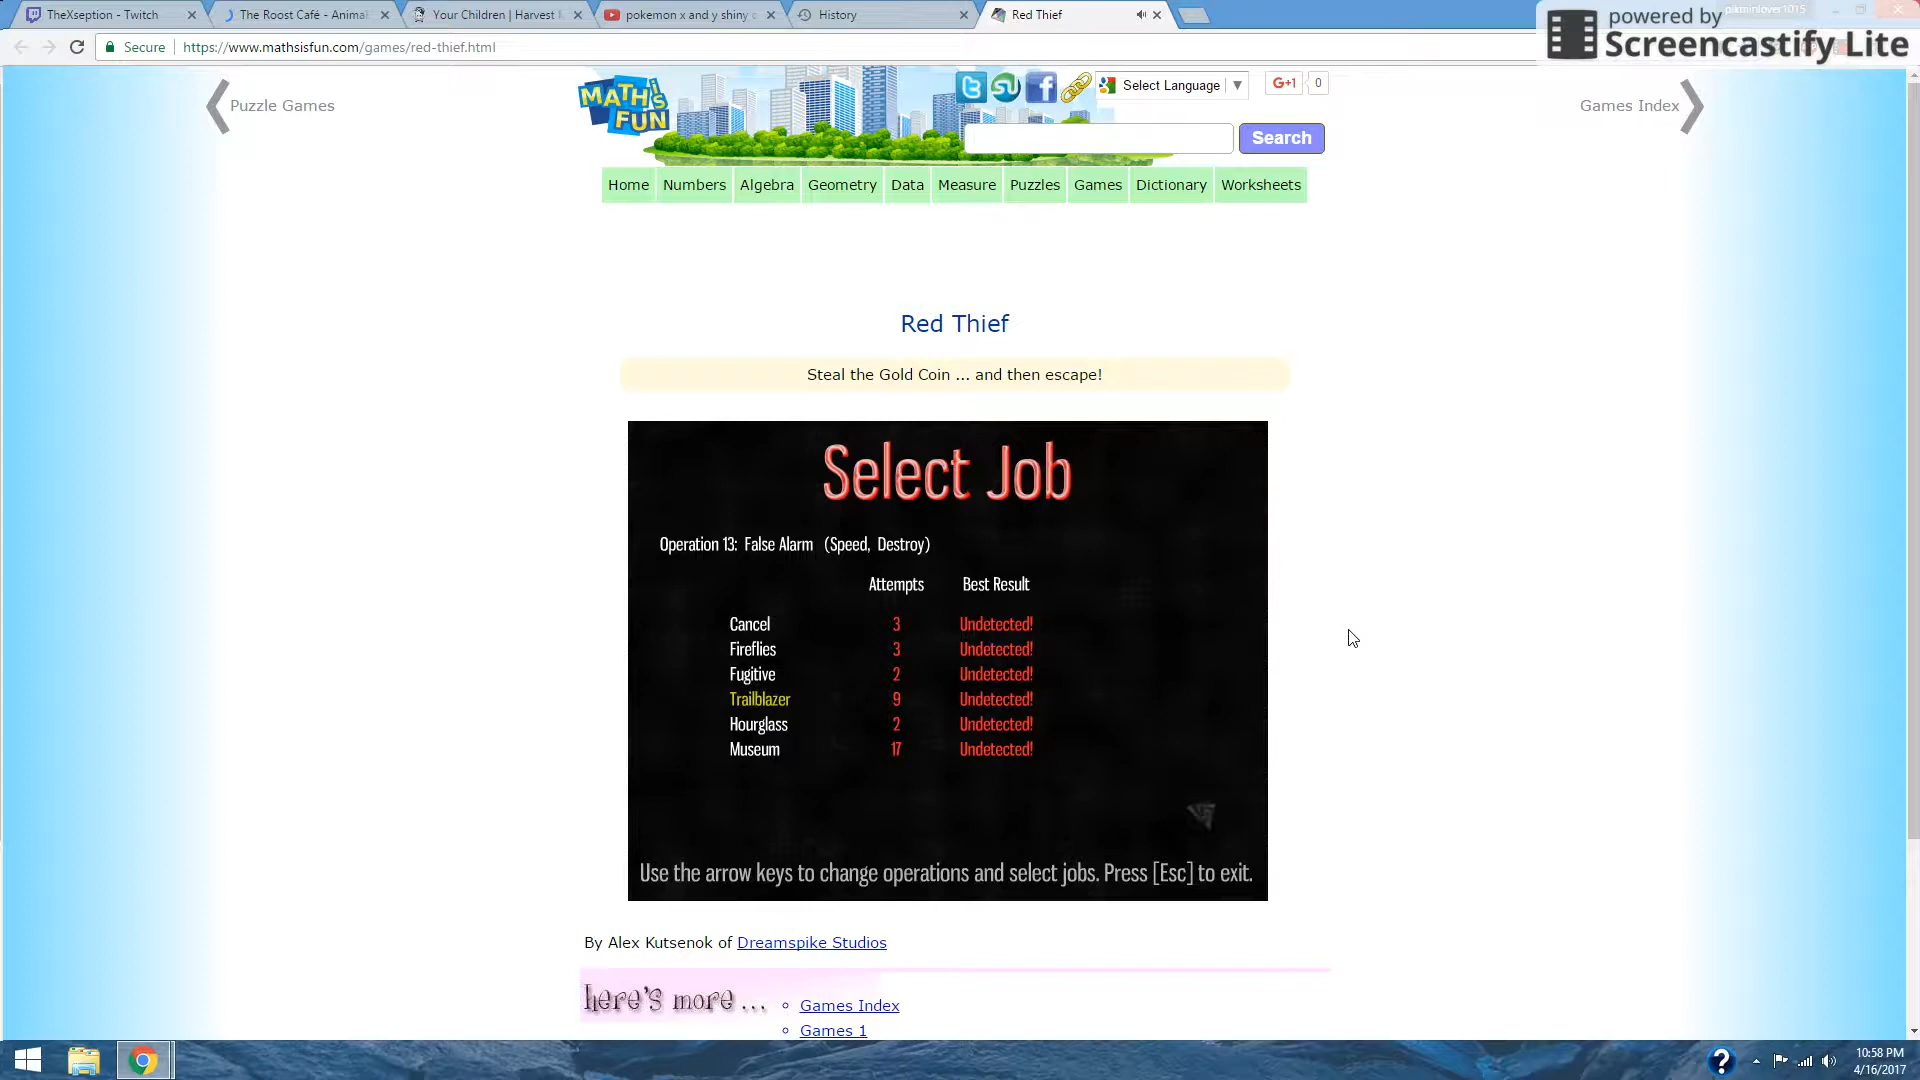 TheXseption - Twitch
The Roost Café - Anima
Your Children | Harvest
pokemon x and y shiny
History
Red Thief
pikminlover1015
powered by
Screencastify Lite
Secure
https://www.mathsisfun.com/games/red-thief.html
Puzzle Games
MATH IS FUN
Select Language
G+1
0
Games Index
Search
Home Numbers Algebra Geometry Data Measure Puzzles Games Dictionary Worksheets
Red Thief
Steal the Gold Coin ... and then escape!
Select Job
Operation 13: False Alarm (Speed, Destroy)
Attempts Best Result
Cancel 3 Undetected!
Fireflies 3 Undetected!
Fugitive 2 Undetected!
Trailblazer 9 Undetected!
Hourglass 2 Undetected!
Museum 17 Undetected!
Use the arrow keys to change operations and select jobs. Press [Esc] to exit.
By Alex Kutsenok of Dreamspike Studios
here's more ...
Games Index
Games 1
10:58 PM
4/16/2017